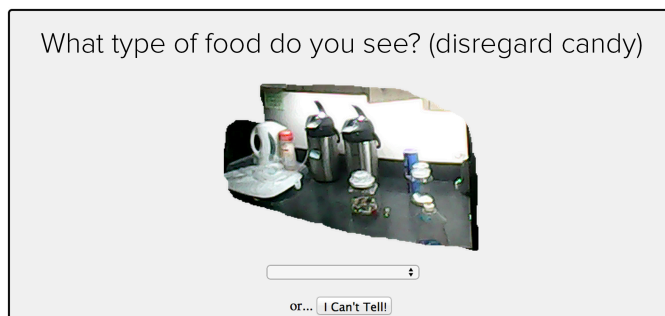 What type of food do you see? (disregard candy)
or... I Can't Tell!